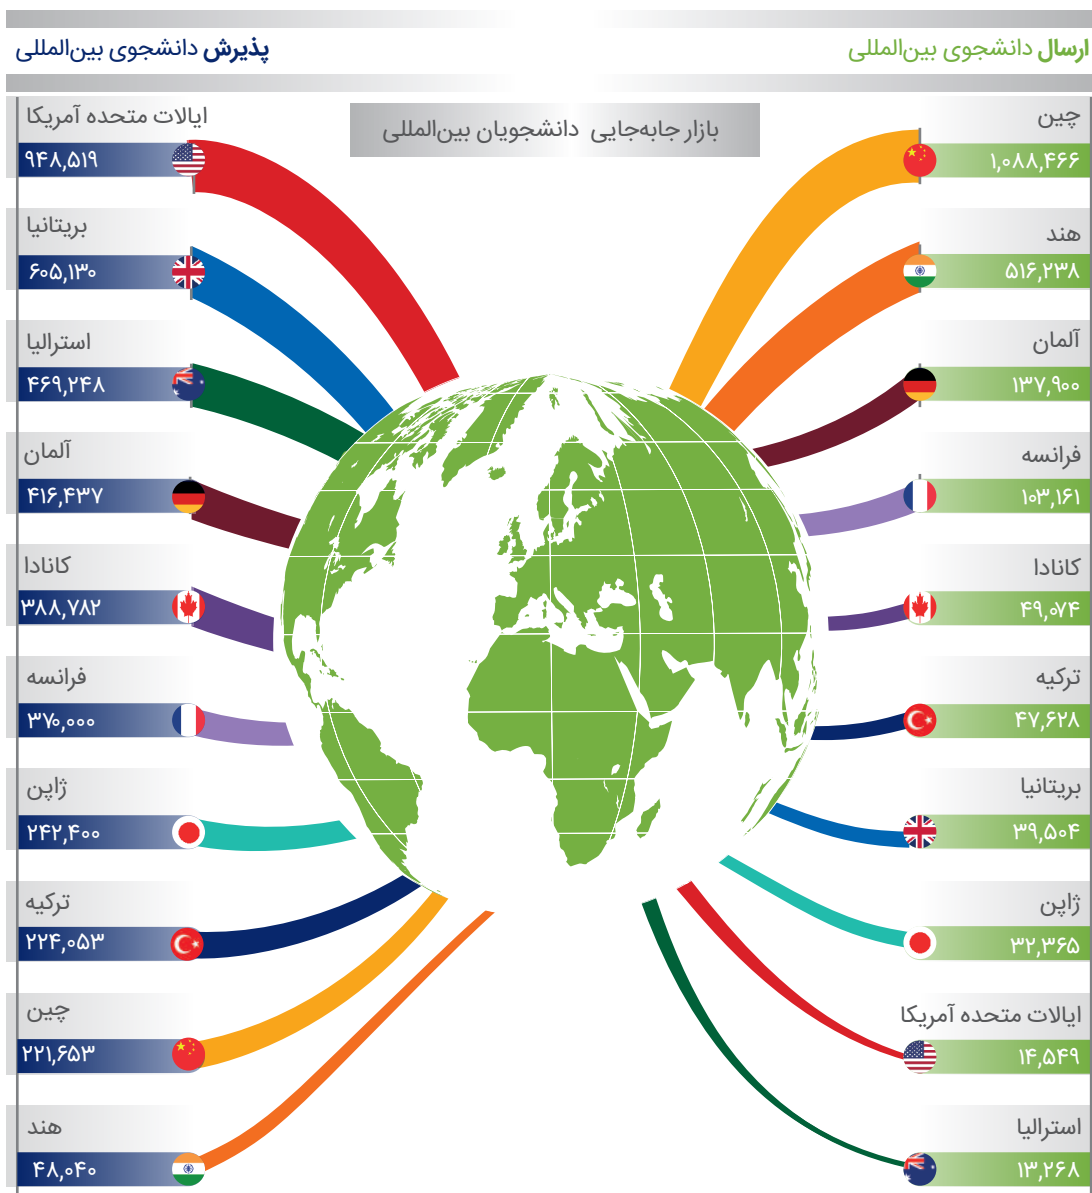 ارسال دانشجوی بین‌المللی
پذیرش دانشجوی بین‌المللی
بازار جابه‌جایی دانشجویان بین‌المللی
چین
۱,۰۸۸,۴۶۶
هند
۵۱۶,۲۳۸
آلمان
۱۳۷,۹۰۰
فرانسه
۱۰۳,۱۶۱
کانادا
۴۹,۰۷۴
ترکیه
۴۷,۶۲۸
بریتانیا
۳۹,۵۰۴
ژاپن
۳۲,۳۶۵
ایالات متحده آمریکا
۱۴,۵۴۹
استرالیا
۱۳,۲۶۸
ایالات متحده آمریکا
۹۴۸,۵۱۹
بریتانیا
۶۰۵,۱۳۰
استرالیا
۴۶۹,۲۴۸
آلمان
۴۱۶,۴۳۷
کانادا
۳۸۸,۷۸۲
فرانسه
۳۷۰,۰۰۰
ژاپن
۲۴۲,۴۰۰
ترکیه
۲۲۴,۰۵۳
چین
۲۲۱,۶۵۳
هند
۴۸,۰۴۰